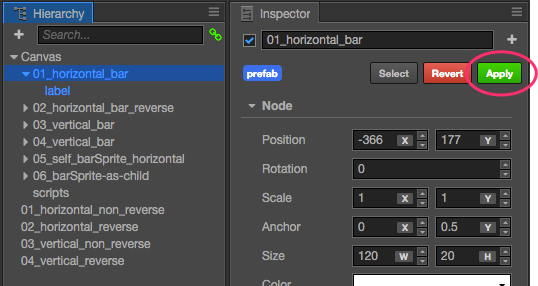 Hierarchy
Search...
Canvas
01_horizontal_bar
label
02_horizontal_bar_reverse
03_vertical_bar
04_vertical_bar
05_self_barSprite_horizontal
06_barSprite-as-child
scripts
01_horizontal_non_reverse
02_horizontal_reverse
03_vertical_non_reverse
04_vertical_reverse
Inspector
01_horizontal_bar
prefab Select Revert Apply
Node
Position -366 X 177 Y
Rotation 0
Scale 1 X 1 Y
Anchor 0 X 0.5 Y
Size 120 W 20 H
Color